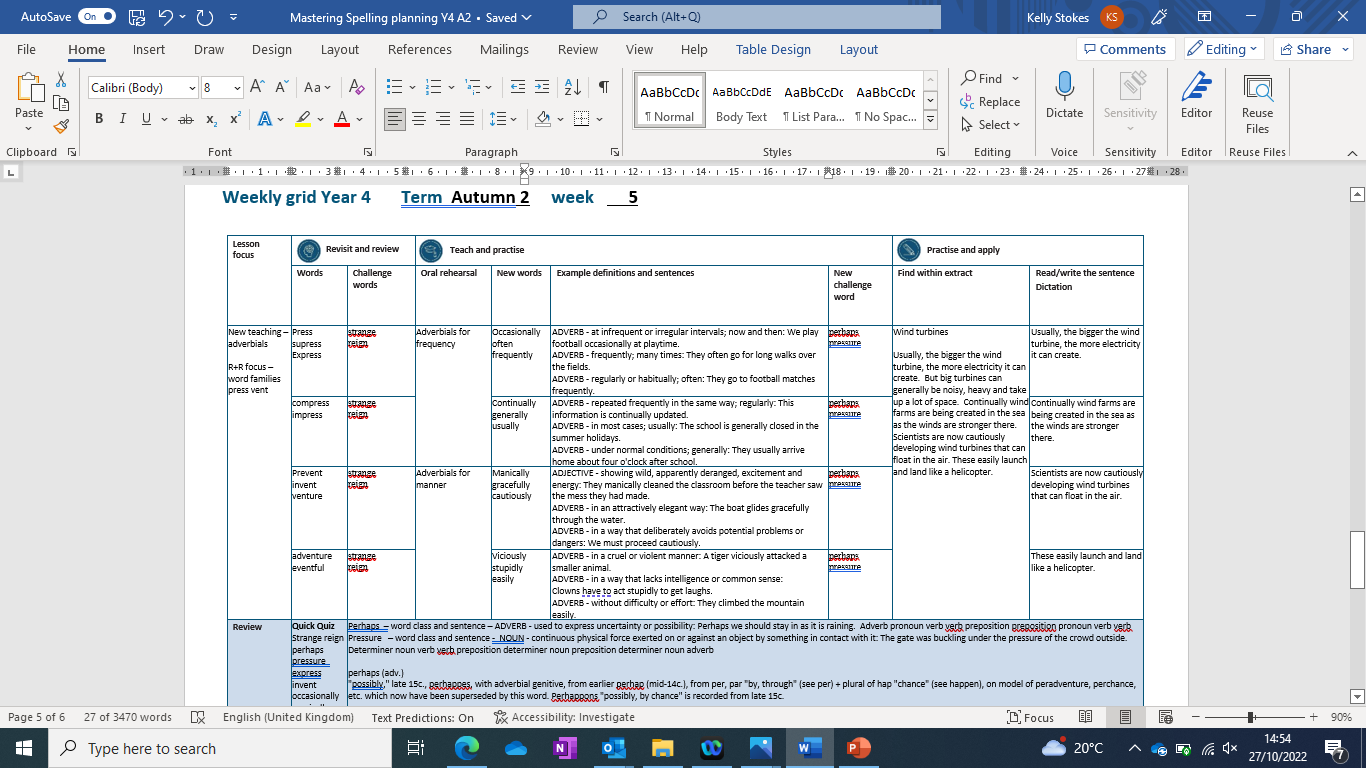 AutoSave On Mastering Spelling planning Y4 A2 • Saved Search (Alt+Q) Kelly Stokes KS
File Home Insert Draw Design Layout References Mailings Review View Help Table Design Layout Comments Editing Share
Paste Calibri (Body) 8 Aa AaBbCcDc AaBbCcDdE AaBbCcDc AaBbCcDc Find Dictate Sensitivity Editor Reuse
Files
B I U ab x₂ x² A A ¶ Normal Body Text ¶ List Para... ¶ No Spac... Replace
Select
Clipboard Font Paragraph Styles Editing Voice Sensitivity Editor Reuse Files
Weekly grid Year 4 Term Autumn 2 week 5
Lesson
focus
Revisit and review
Teach and practise
Practise and apply
Words
Challenge
words
Oral rehearsal
New words
Example definitions and sentences
New
challenge
word
Find within extract
Read/write the sentence
Dictation
New teaching –
adverbials
R+R focus –
word families
press vent
Press
supress
Express
strange
reign
Adverbials for
frequency
Occasionally
often
frequently
ADVERB - at infrequent or irregular intervals; now and then: We play
football occasionally at playtime.
ADVERB - frequently; many times: They often go for long walks over
the fields.
ADVERB - regularly or habitually; often: They go to football matches
frequently.
perhaps
pressure
Wind turbines
Usually, the bigger the wind
turbine, the more electricity it can
create. But big turbines can
generally be noisy, heavy and take
up a lot of space. Continually wind
farms are being created in the sea
as the winds are stronger there.
Scientists are now cautiously
developing wind turbines that can
float in the air. These easily launch
and land like a helicopter.
Usually, the bigger the wind
turbine, the more electricity
it can create.
compress
impress
strange
reign
Continually
generally
usually
ADVERB - repeated frequently in the same way; regularly: This
information is continually updated.
ADVERB - in most cases; usually: The school is generally closed in the
summer holidays.
ADVERB - under normal conditions; generally: They usually arrive
home about four o'clock after school.
perhaps
pressure
Continually wind farms are
being created in the sea as
the winds are stronger
there.
Prevent
invent
venture
strange
reign
Adverbials for
manner
Manically
gracefully
cautiously
ADJECTIVE - showing wild, apparently deranged, excitement and
energy: They manically cleaned the classroom before the teacher saw
the mess they had made.
ADVERB - in an attractively elegant way: The boat glides gracefully
through the water.
ADVERB - in a way that deliberately avoids potential problems or
dangers: We must proceed cautiously.
perhaps
pressure
Scientists are now cautiously
developing wind turbines
that can float in the air.
adventure
eventful
strange
reign
Viciously
stupidly
easily
ADVERB - in a cruel or violent manner: A tiger viciously attacked a
smaller animal.
ADVERB - in a way that lacks intelligence or common sense:
Clowns have to act stupidly to get laughs.
ADVERB - without difficulty or effort: They climbed the mountain
easily.
perhaps
pressure
These easily launch and land
like a helicopter.
Review
Quick Quiz
Strange reign
perhaps
pressure
express
invent
occasionally
Perhaps – word class and sentence – ADVERB - used to express uncertainty or possibility: Perhaps we should stay in as it is raining. Adverb pronoun verb verb preposition preposition pronoun verb verb
Pressure – word class and sentence - NOUN - continuous physical force exerted on or against an object by something in contact with it: The gate was buckling under the pressure of the crowd outside.
Determiner noun verb verb preposition determiner noun preposition determiner noun adverb
perhaps (adv.)
"possibly," late 15c., perhappes, with adverbial genitive, from earlier perhap (mid-14c.), from per, par "by, through" (see per) + plural of hap "chance" (see happen), on model of peradventure, perchance,
etc. which now have been superseded by this word. Perhappons "possibly, by chance" is recorded from late 15c.
Page 5 of 6 27 of 3470 words English (United Kingdom) Text Predictions: On Accessibility: Investigate Focus 90%
Type here to search 20°C 14:54
27/10/2022 7